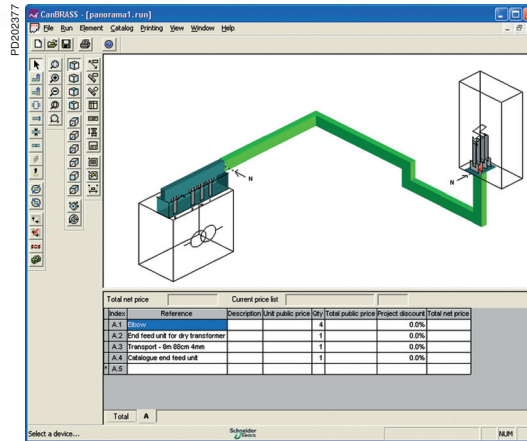 PD202377
CanBRASS - [panorama1.run]
File Run Element Catalog Printing View Window Help
N
N
Total net price Current price list
Index Reference Description Unit public price Qty Total public price Project discount Total net price
A.1 Elbow 4 0.0%
A.2 End feed unit for dry transformer 1 0.0%
A.3 Transport - 8m 88cm 4mm 1 0.0%
A.4 Catalogue end feed unit 1 0.0%
* A.5
Total A
Select a device... Schneider Electric NUM